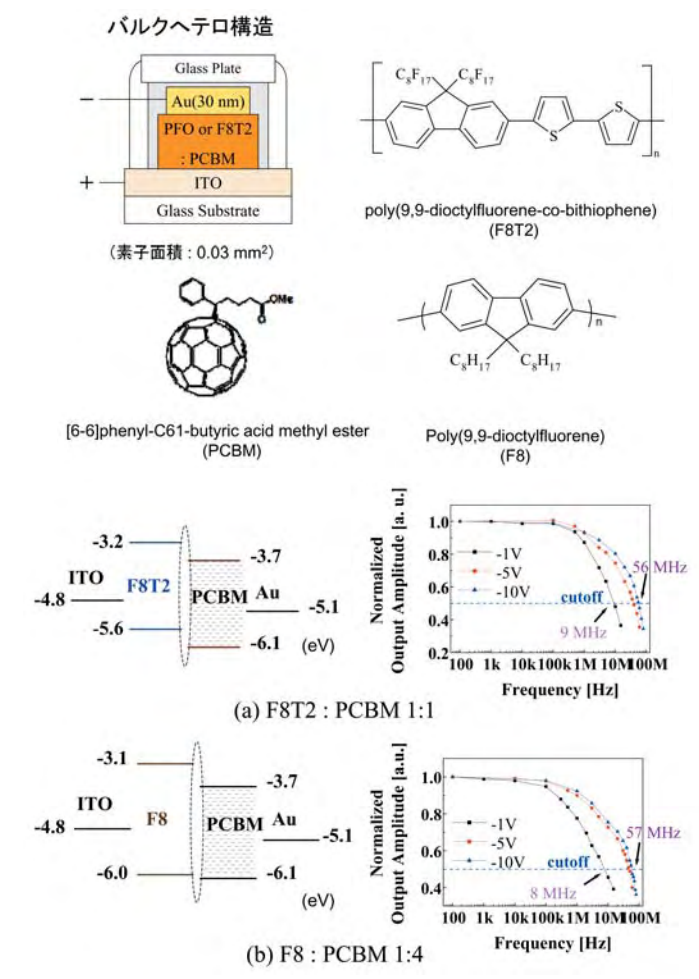 バルクヘテロ構造
Glass Plate
− Au(30 nm)
PFO or F8T2
: PCBM
+ ITO
Glass Substrate
(素子面積 : 0.03 mm²)
C₈F₁₇ C₈F₁₇
S
S
n
poly(9,9-dioctylfluorene-co-bithiophene)
(F8T2)
OMe
O
[6-6]phenyl-C61-butyric acid methyl ester
(PCBM)
n
C₈H₁₇ C₈H₁₇
Poly(9,9-dioctylfluorene)
(F8)
-3.2
-3.7
ITO
F8T2
PCBM
Au
-4.8
-5.1
-5.6
-6.1
(eV)
Normalized
Output Amplitude [a. u.]
1.0
0.8
0.6
0.4
0.2
-1V
-5V
-10V
56 MHz
cutoff
9 MHz
100 1k 10k 100k 1M 10M 100M
Frequency [Hz]
(a) F8T2 : PCBM 1:1
-3.1
-3.7
ITO
F8
PCBM
Au
-4.8
-5.1
-6.0
-6.1
(eV)
Normalized
Output Amplitude [a.u.]
1.0
0.8
0.6
0.4
-1V
-5V
-10V
57 MHz
cutoff
8 MHz
100 1k 10k 100k 1M 10M 100M
Frequency [Hz]
(b) F8 : PCBM 1:4